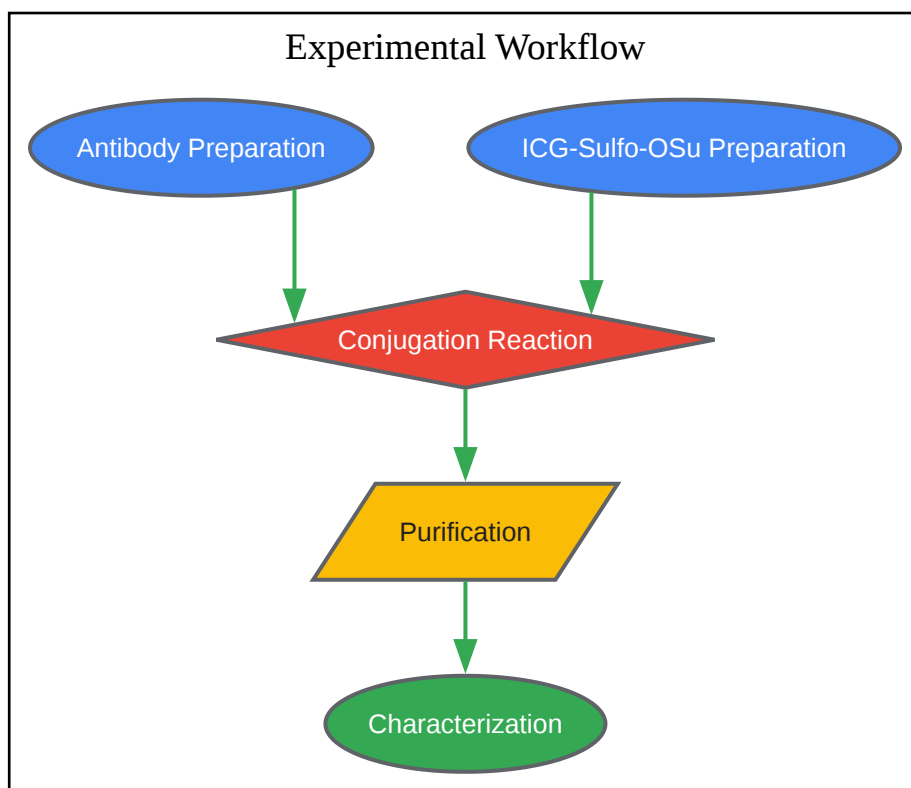 Experimental Workflow
Antibody Preparation
ICG-Sulfo-OSu Preparation
Conjugation Reaction
Purification
Characterization